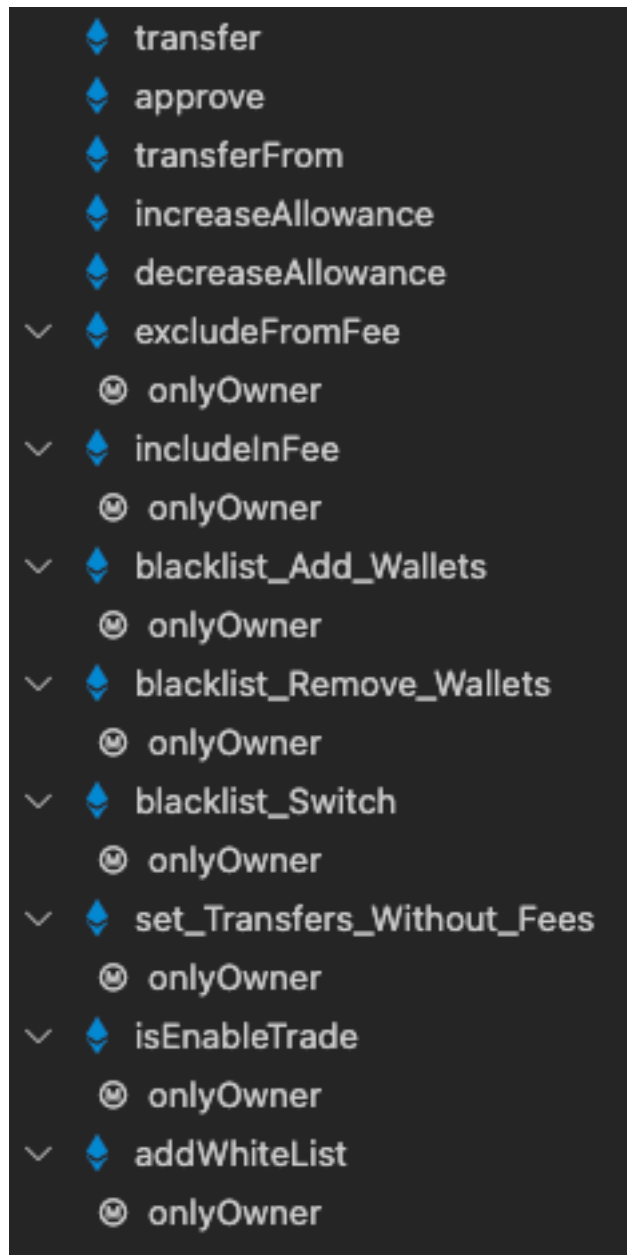 transfer
approve
transferFrom
increaseAllowance
decreaseAllowance
excludeFromFee
onlyOwner
includeInFee
onlyOwner
blacklist_Add_Wallets
onlyOwner
blacklist_Remove_Wallets
onlyOwner
blacklist_Switch
onlyOwner
set_Transfers_Without_Fees
onlyOwner
isEnableTrade
onlyOwner
addWhiteList
onlyOwner